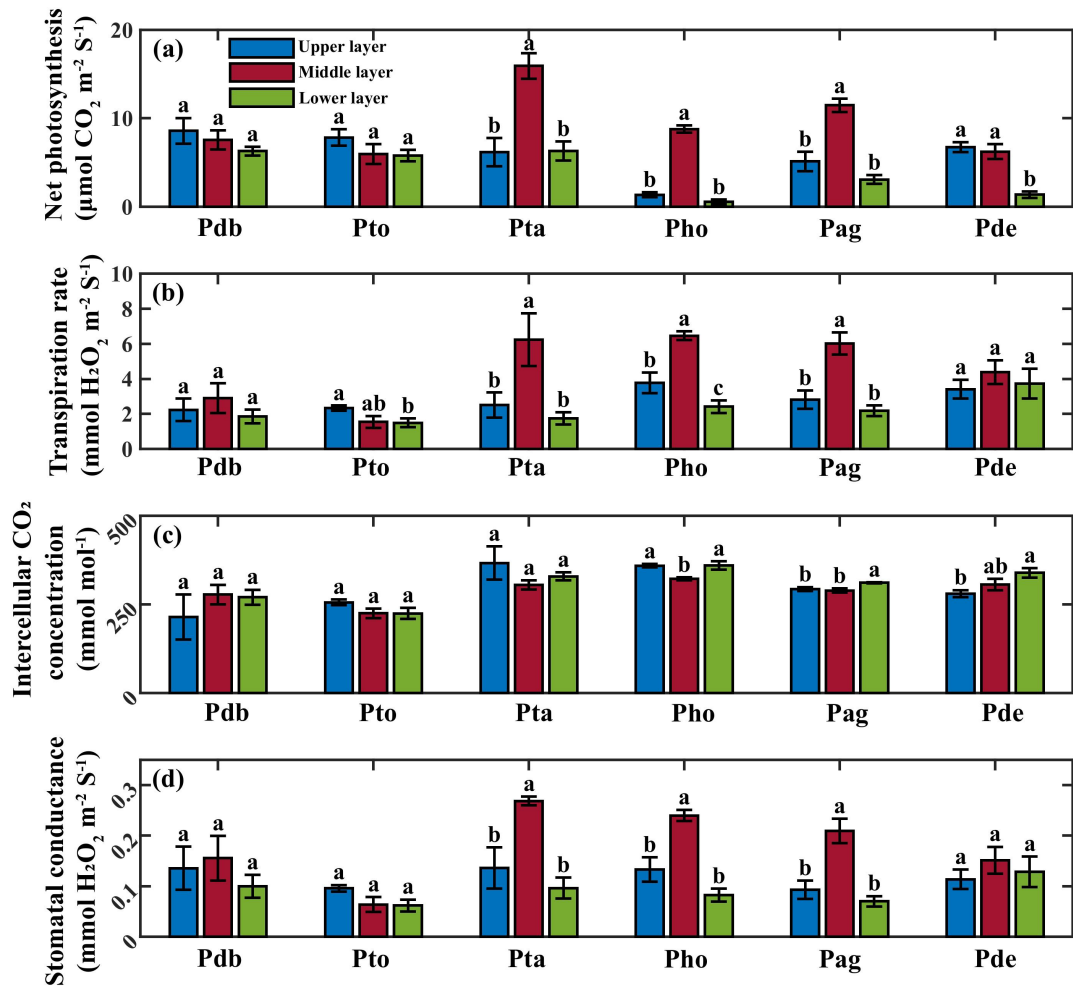 Net photosynthesis
(μmol CO₂ m⁻² S⁻¹)
20
10
0
(a)
Upper layer
Middle layer
Lower layer
a a a
a a a
b a b
b a b
b a b
a a b
Pdb Pto Pta Pho Pag Pde
Transpiration rate
(mmol H₂O₂ m⁻² S⁻¹)
10
8
6
4
2
0
(b)
a a a
a ab b
b a b
b a c
b a b
a a a
Pdb Pto Pta Pho Pag Pde
Intercellular CO₂
concentration
(mmol mol⁻¹)
500
250
0
(c)
a a a
a a a
a a a
a b a
b b a
b ab a
Pdb Pto Pta Pho Pag Pde
Stomatal conductance
(mmol H₂O₂ m⁻² S⁻¹)
0.3
0.2
0.1
0
(d)
a a a
a a a
b a b
b a b
b a b
a a a
Pdb Pto Pta Pho Pag Pde